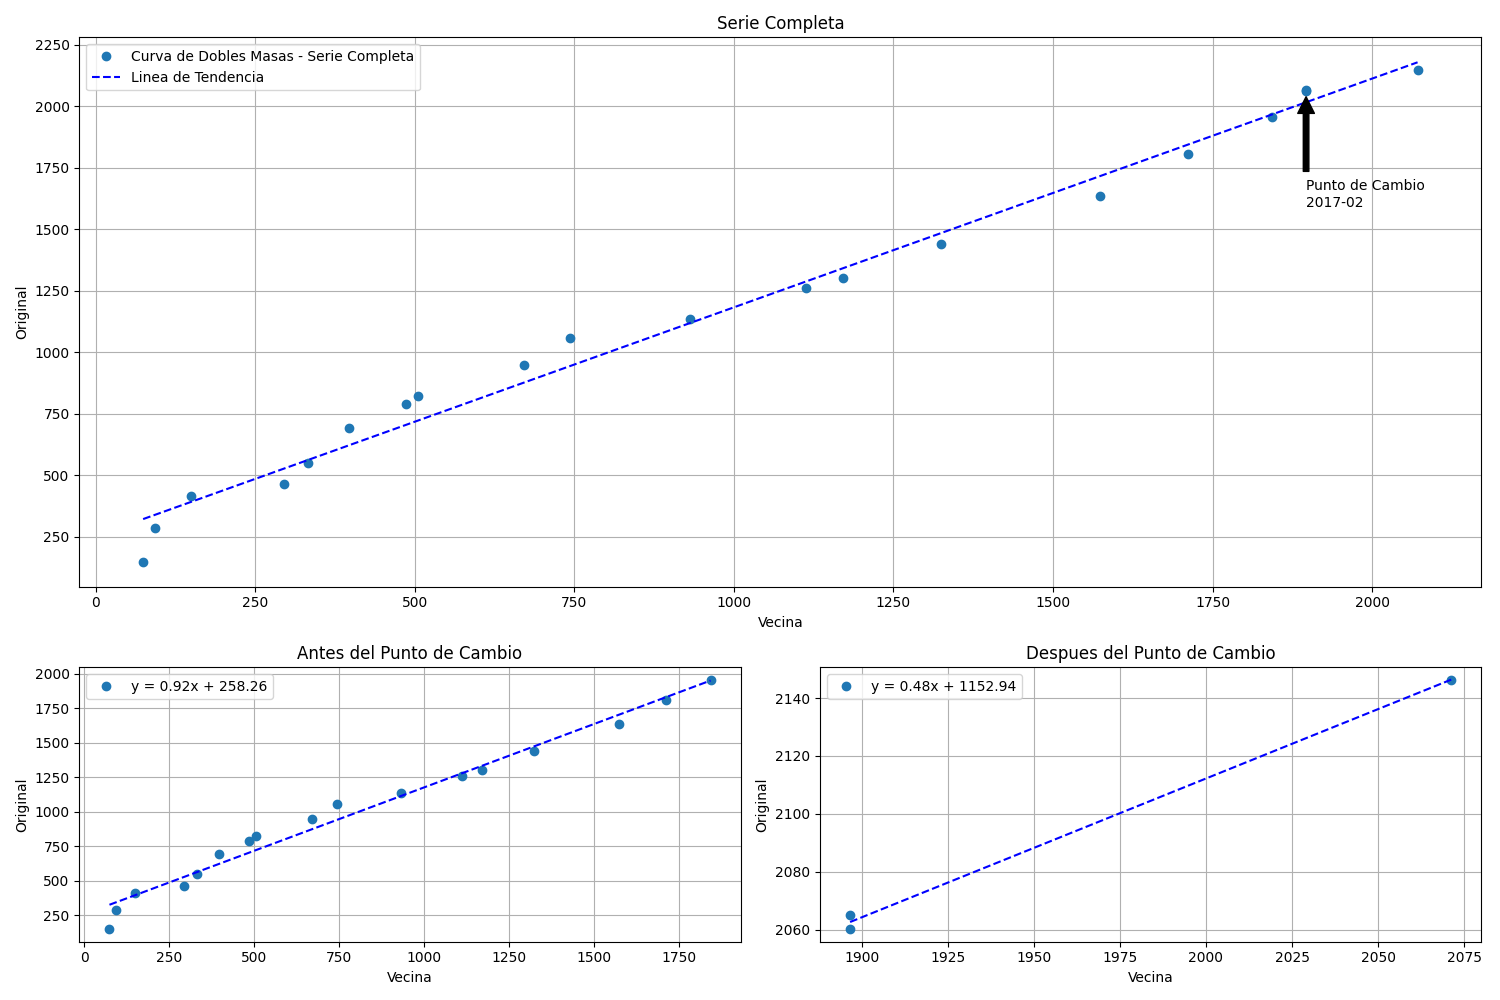 Serie Completa
Curva de Dobles Masas - Serie Completa
Linea de Tendencia
2250
2000
1750
1500
1250
1000
750
500
250
Original
Punto de Cambio
2017-02
0 250 500 750 1000 1250 1500 1750 2000
Vecina
Antes del Punto de Cambio
y = 0.92x + 258.26
2000
1750
1500
1250
1000
750
500
250
Original
0 250 500 750 1000 1250 1500 1750
Vecina
Despues del Punto de Cambio
y = 0.48x + 1152.94
2140
2120
2100
2080
2060
Original
1900 1925 1950 1975 2000 2025 2050 2075
Vecina